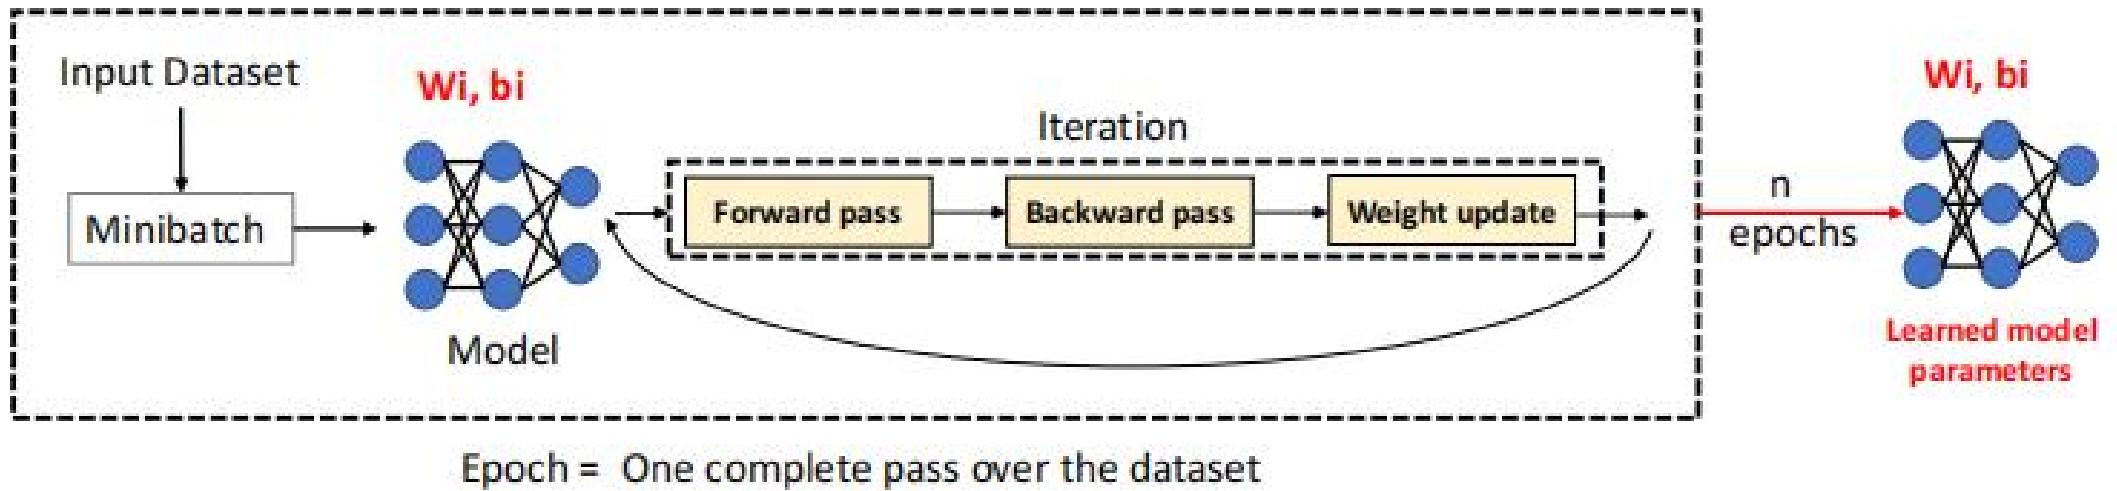 Input Dataset
Minibatch
Wi, bi
Model
Iteration
Forward pass
Backward pass
Weight update
n
epochs
Wi, bi
Learned model
parameters
Epoch = One complete pass over the dataset